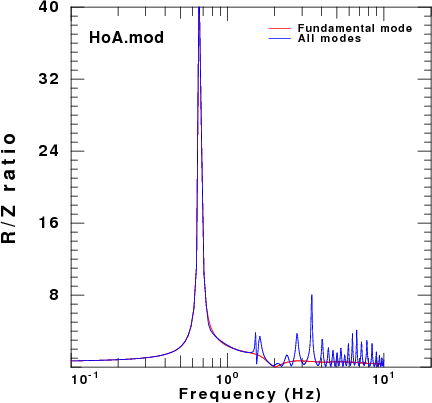 40
HoA.mod
Fundamental mode
All modes
32
24
R/Z ratio
16
8
10⁻¹ 10⁰ 10¹
Frequency (Hz)